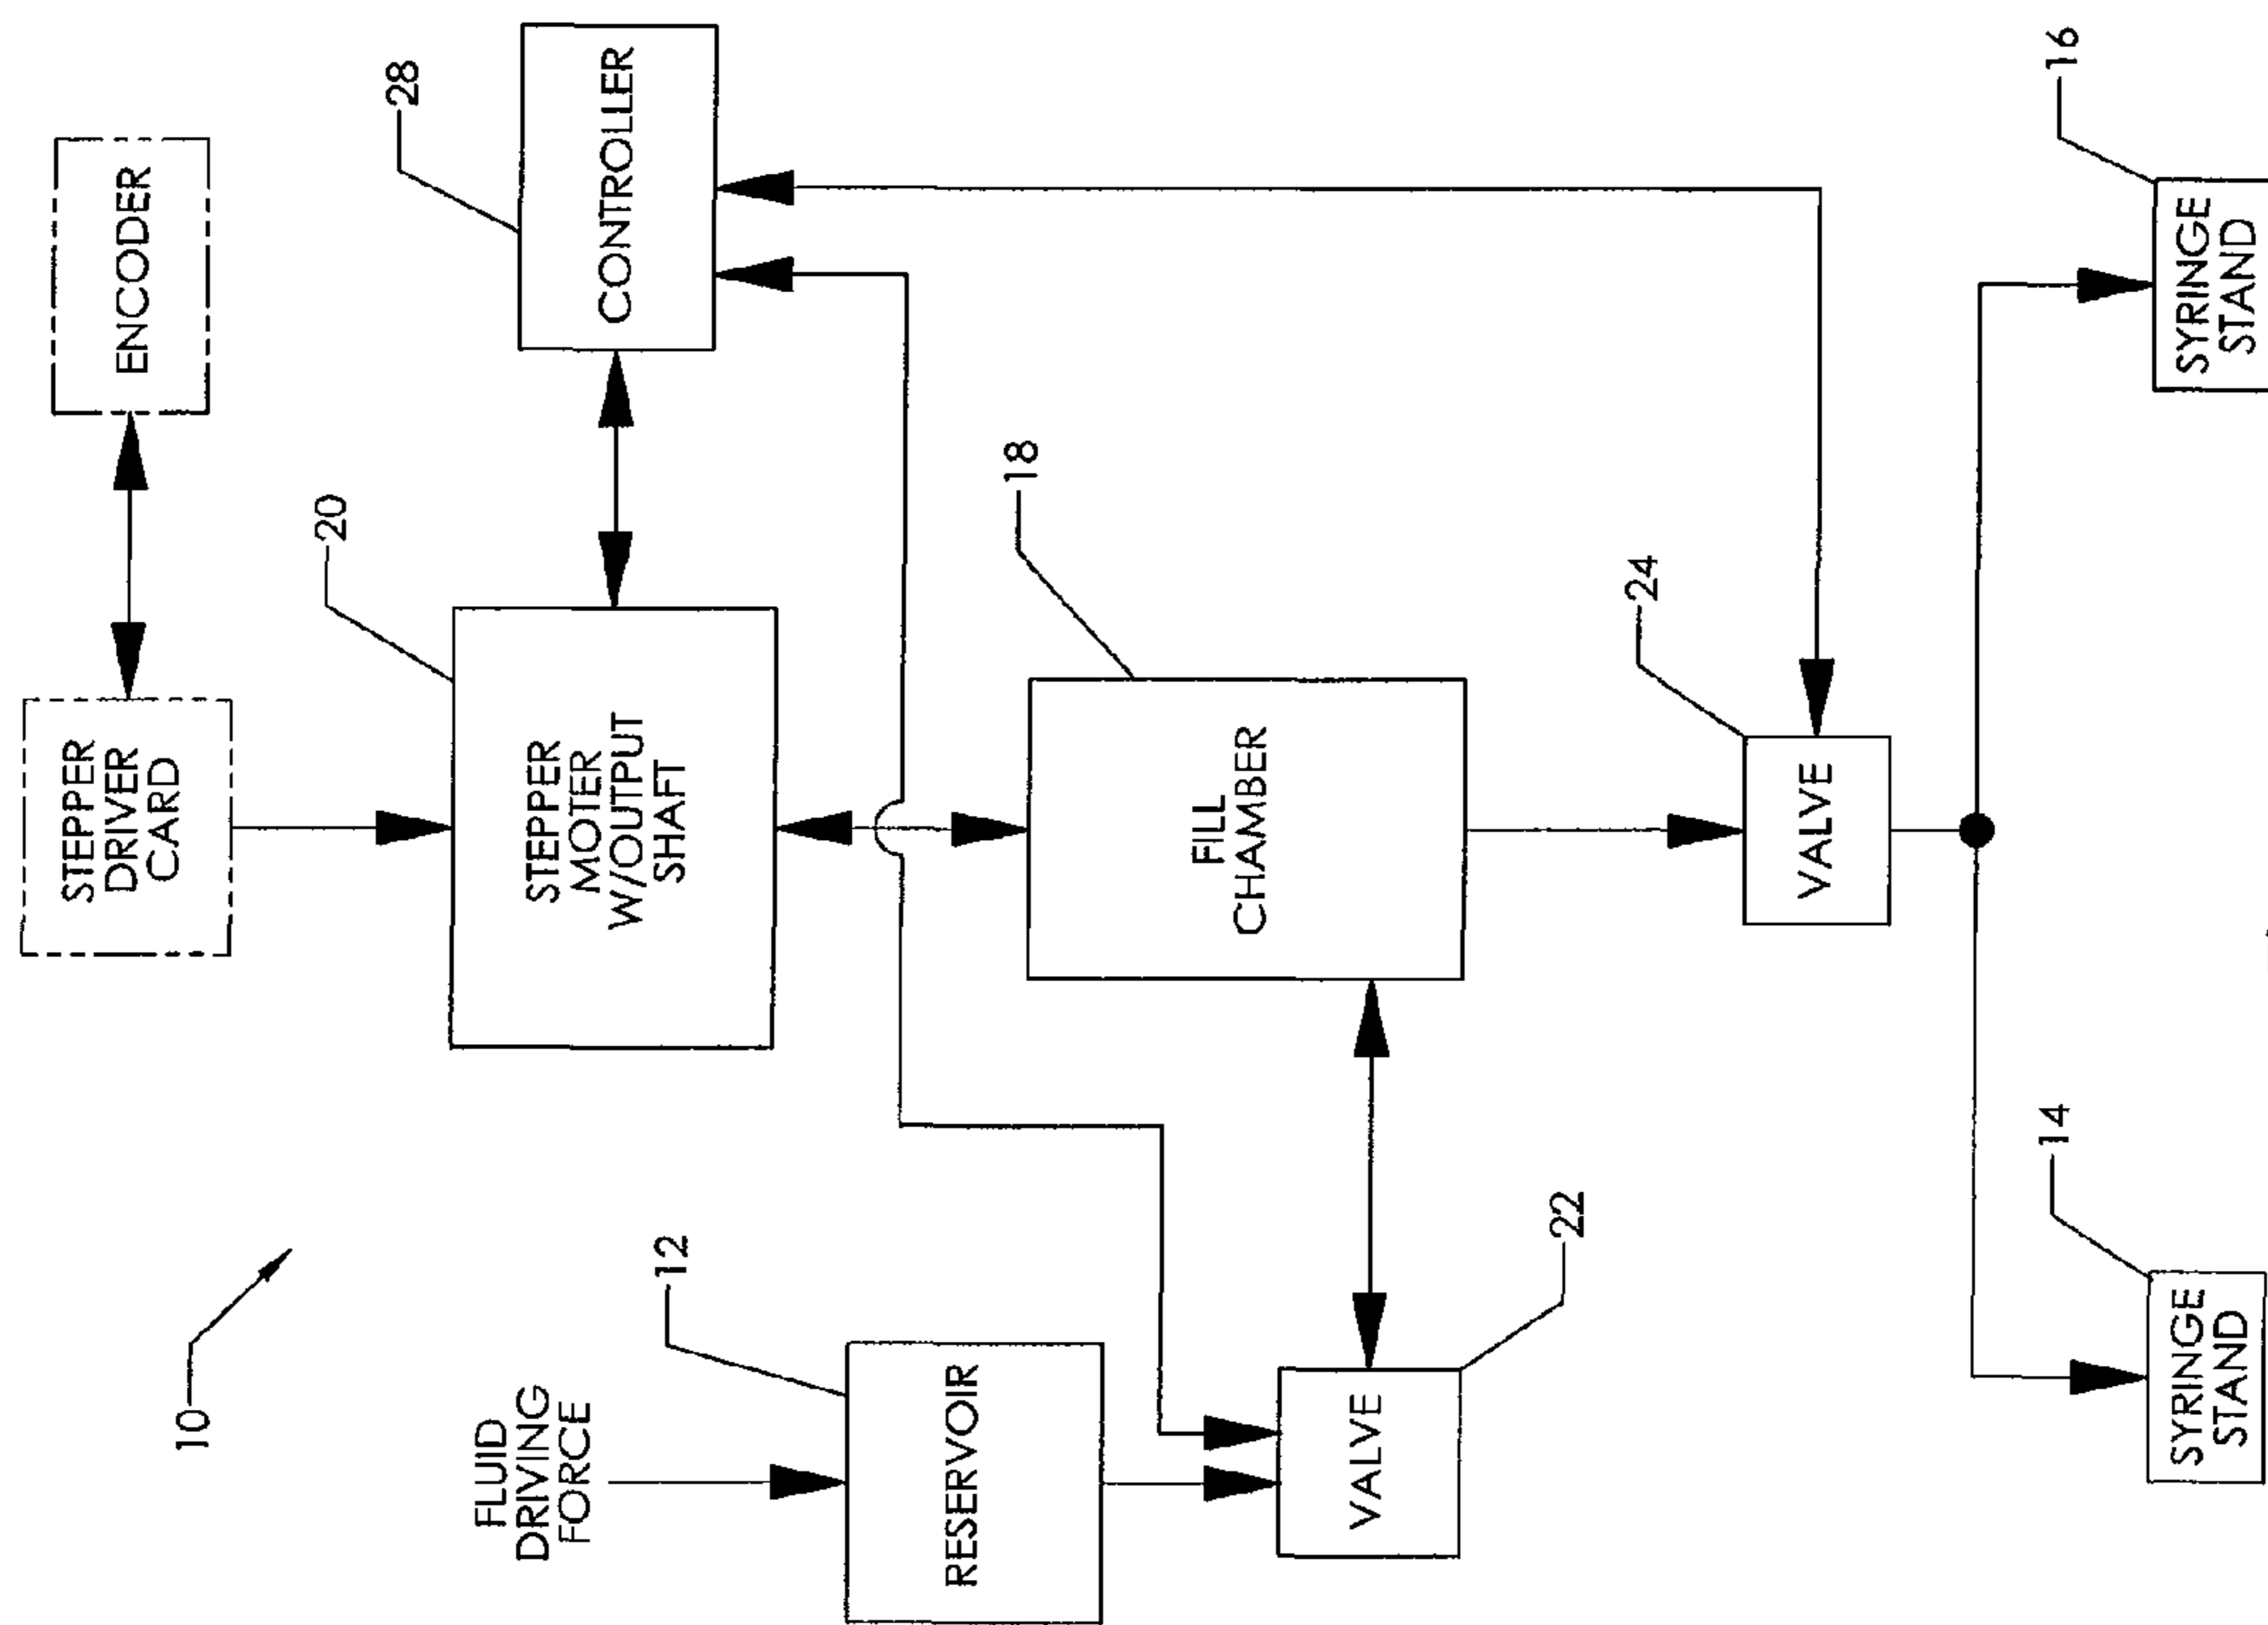 10
STEPPER
DRIVER
CARD
ENCODER
20
STEPPER
MOTER
W/OUTPUT
SHAFT
28
CONTROLLER
FLUID
DRIVING
FORCE
12
RESERVOIR
18
FILL
CHAMBER
22
VALVE
24
VALVE
14
SYRINGE
STAND
16
SYRINGE
STAND